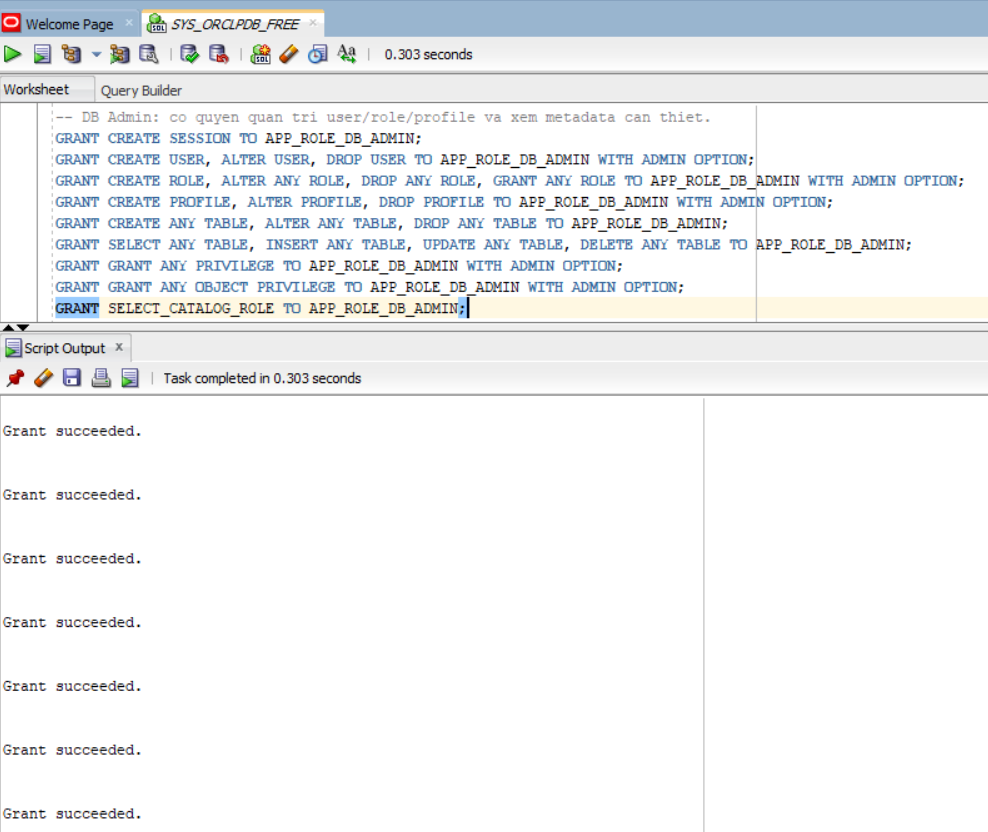 Welcome Page
SYS_ORCLPDB_FREE
0.303 seconds
Worksheet
Query Builder
-- DB Admin: co quyen quan tri user/role/profile va xem metadata can thiet.
GRANT CREATE SESSION TO APP_ROLE_DB_ADMIN;
GRANT CREATE USER, ALTER USER, DROP USER TO APP_ROLE_DB_ADMIN WITH ADMIN OPTION;
GRANT CREATE ROLE, ALTER ANY ROLE, DROP ANY ROLE, GRANT ANY ROLE TO APP_ROLE_DB_ADMIN WITH ADMIN OPTION;
GRANT CREATE PROFILE, ALTER PROFILE, DROP PROFILE TO APP_ROLE_DB_ADMIN WITH ADMIN OPTION;
GRANT CREATE ANY TABLE, ALTER ANY TABLE, DROP ANY TABLE TO APP_ROLE_DB_ADMIN;
GRANT SELECT ANY TABLE, INSERT ANY TABLE, UPDATE ANY TABLE, DELETE ANY TABLE TO APP_ROLE_DB_ADMIN;
GRANT GRANT ANY PRIVILEGE TO APP_ROLE_DB_ADMIN WITH ADMIN OPTION;
GRANT GRANT ANY OBJECT PRIVILEGE TO APP_ROLE_DB_ADMIN WITH ADMIN OPTION;
GRANT SELECT_CATALOG_ROLE TO APP_ROLE_DB_ADMIN;
Script Output x
Task completed in 0.303 seconds
Grant succeeded.
Grant succeeded.
Grant succeeded.
Grant succeeded.
Grant succeeded.
Grant succeeded.
Grant succeeded.